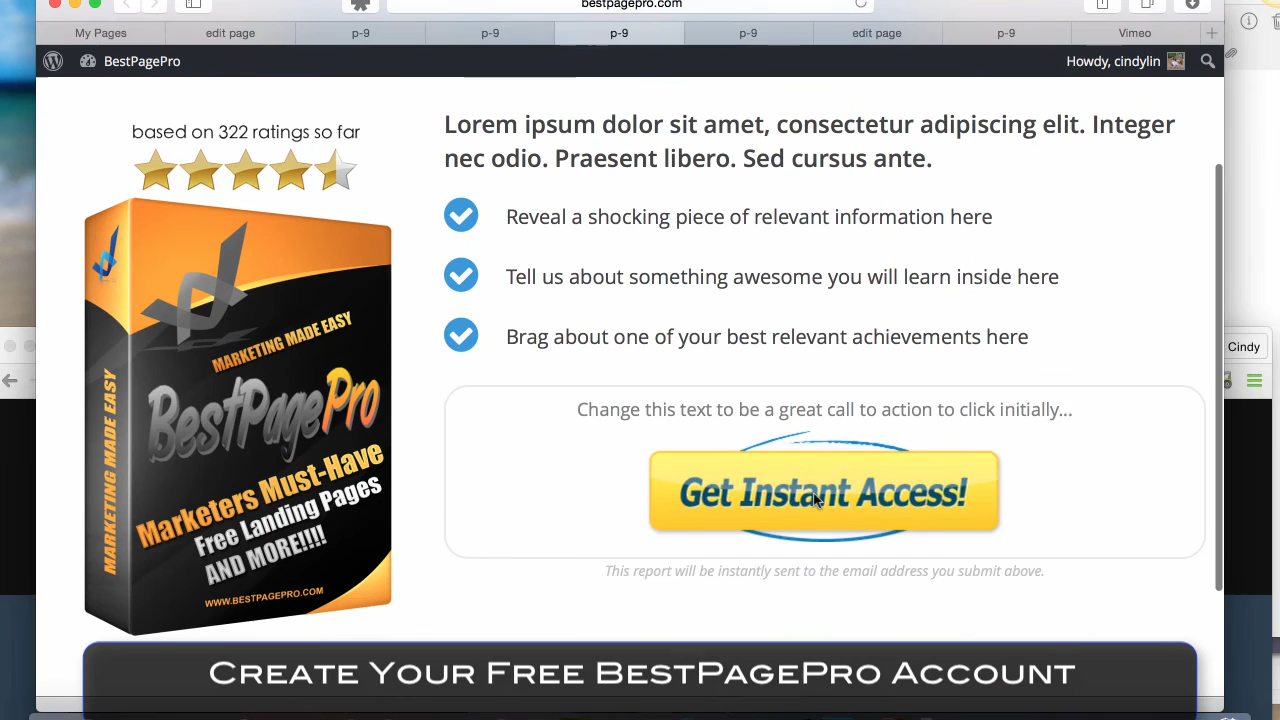 bestpagepro.com
My Pages
edit page
p-9
p-9
p-9
p-9
edit page
p-9
Vimeo
BestPagePro
Howdy, cindylin
based on 322 ratings so far
Lorem ipsum dolor sit amet, consectetur adipiscing elit. Integer
nec odio. Praesent libero. Sed cursus ante.
Reveal a shocking piece of relevant information here
Tell us about something awesome you will learn inside here
Brag about one of your best relevant achievements here
MARKETING MADE EASY
MARKETING MADE EASY
BestPagePro
Marketers Must-Have
Free Landing Pages
AND MORE!!!!
WWW.BESTPAGEPRO.COM
Change this text to be a great call to action to click initially...
Get Instant Access!
This report will be instantly sent to the email address you submit above.
Cindy
Create Your Free BestPagePro Account